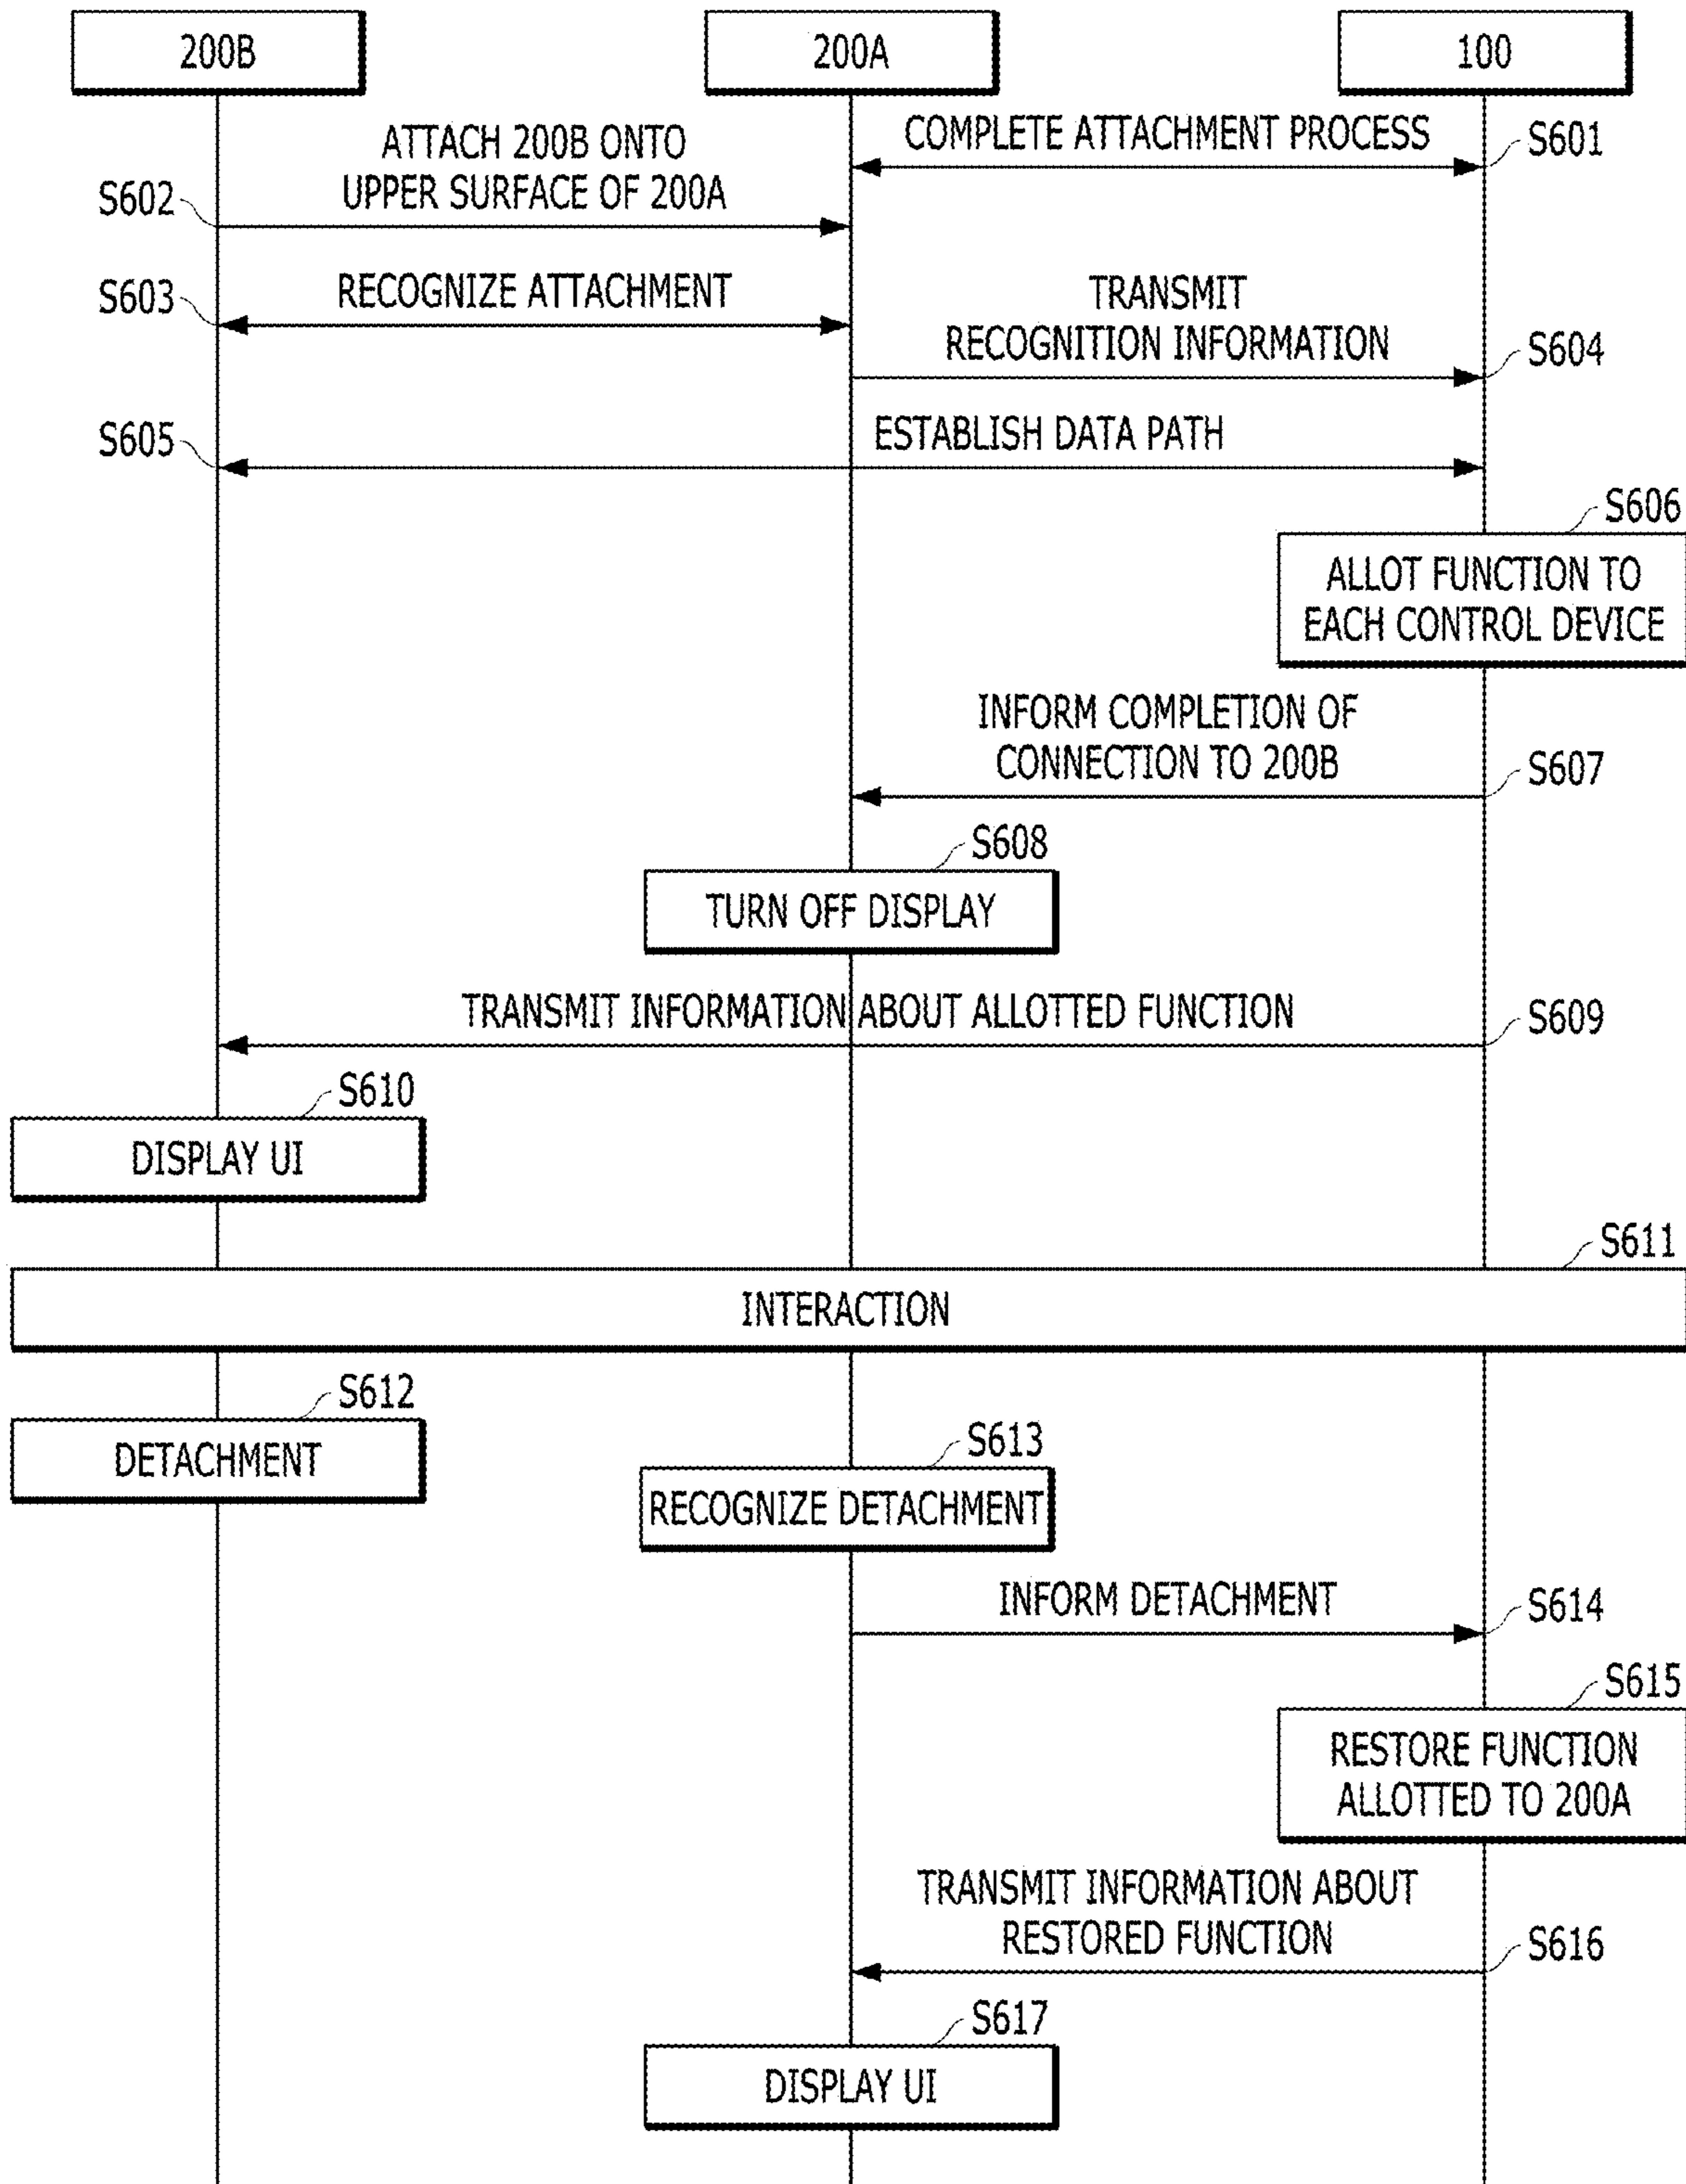 200B
200A
100
COMPLETE ATTACHMENT PROCESS
S601
ATTACH 200B ONTO
UPPER SURFACE OF 200A
S602
RECOGNIZE ATTACHMENT
S603
TRANSMIT
RECOGNITION INFORMATION
S604
ESTABLISH DATA PATH
S605
S606
ALLOT FUNCTION TO
EACH CONTROL DEVICE
INFORM COMPLETION OF
CONNECTION TO 200B
S607
S608
TURN OFF DISPLAY
TRANSMIT INFORMATION ABOUT ALLOTTED FUNCTION
S609
S610
DISPLAY UI
S611
INTERACTION
S612
DETACHMENT
S613
RECOGNIZE DETACHMENT
INFORM DETACHMENT
S614
S615
RESTORE FUNCTION
ALLOTTED TO 200A
TRANSMIT INFORMATION ABOUT
RESTORED FUNCTION
S616
S617
DISPLAY UI